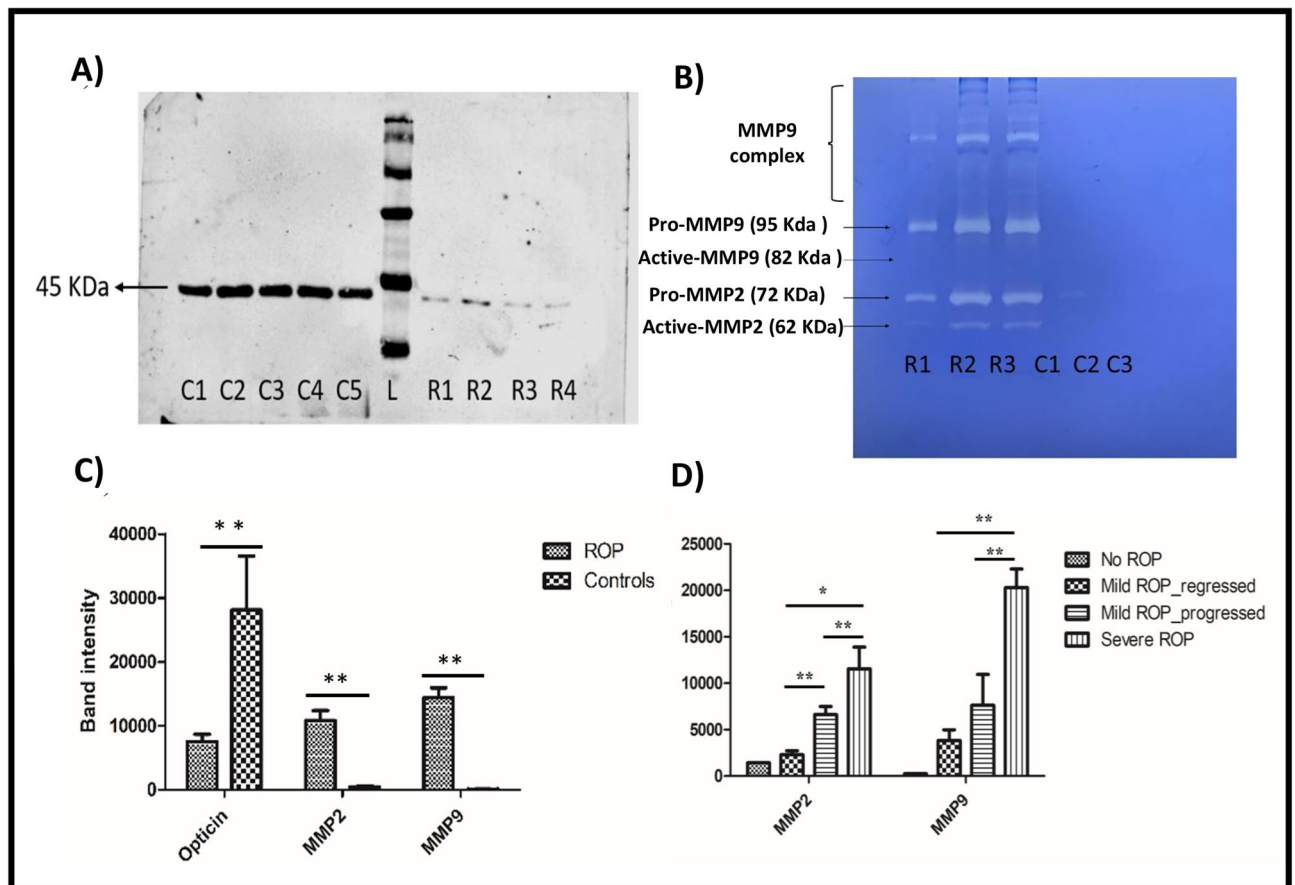 A)
45 KDa
C1 C2 C3 C4 C5 L R1 R2 R3 R4
B)
MMP9
complex
Pro-MMP9 (95 Kda )
Active-MMP9 (82 Kda )
Pro-MMP2 (72 KDa)
Active-MMP2 (62 KDa)
R1 R2 R3 C1 C2 C3
C)
Band intensity
40000
30000
20000
10000
0
* *
**
**
Opticin
MMP2
MMP9
ROP
Controls
D)
25000
20000
15000
10000
5000
0
**
*
**
**
**
MMP2
MMP9
No ROP
Mild ROP_regressed
Mild ROP_progressed
Severe ROP